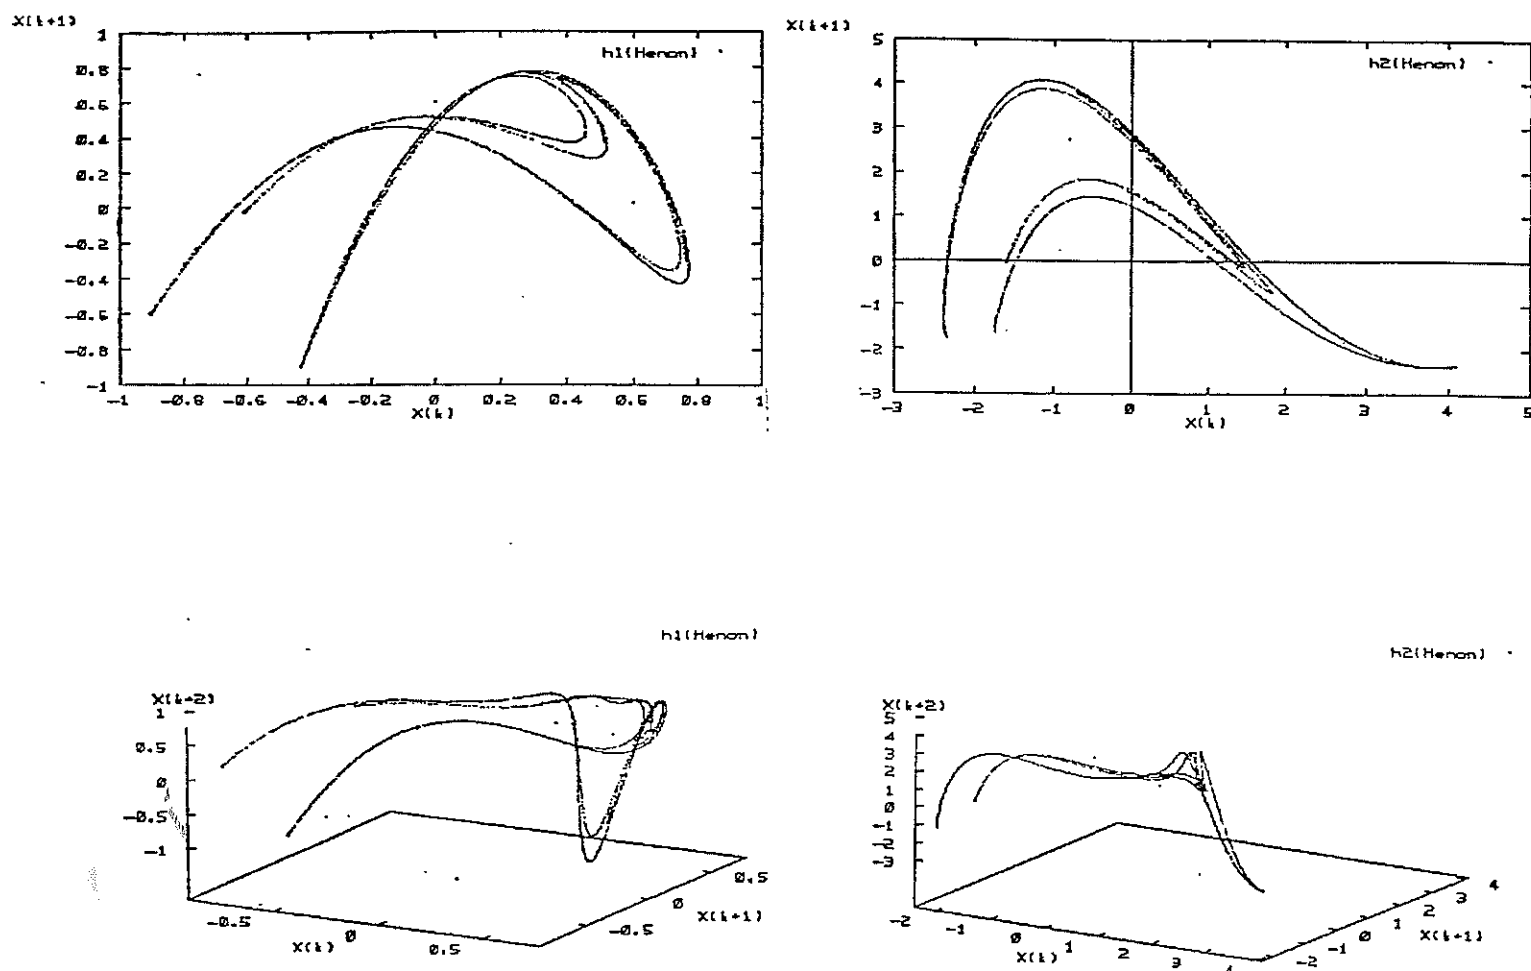 X(k+1)
h1(Henon)
1
0.8
0.6
0.4
0.2
0
-0.2
-0.4
-0.6
-0.8
-1
-1 -0.8 -0.6 -0.4 -0.2 0 0.2 0.4 0.6 0.8 1
X(k)
X(k+1)
h2(Henon)
5
4
3
2
1
0
-1
-2
-3
-3 -2 -1 0 1 2 3 4 5
X(k)
h1(Henon)
X(k+2)
1
0.5
0
-0.5
-1
-0.5 0 0.5
X(k)
-0.5 0 0.5
X(k+1)
h2(Henon)
X(k+2)
5
4
3
2
1
0
-1
-2
-3
-2 -1 0 1 2 3 4
X(k)
-2 -1 0 1 2 3 4
X(k+1)